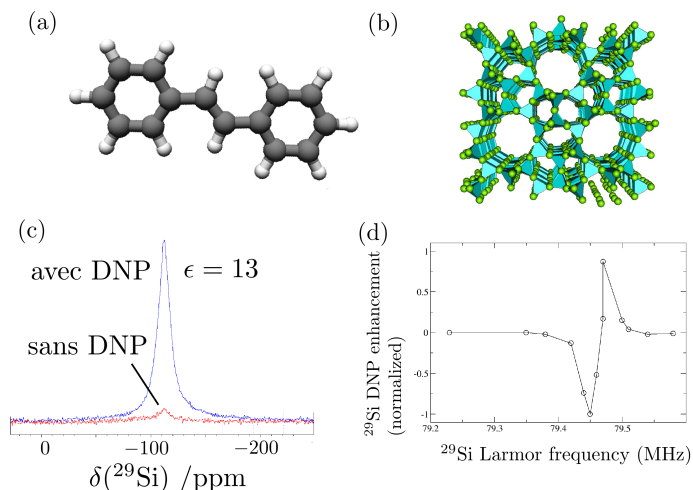 (a)
(b)
(c)
avec DNP ϵ = 13
sans DNP
0
−100
−200
δ(²⁹Si) /ppm
(d)
²⁹Si DNP enhancement
(normalized)
1
0.5
0
-0.5
-1
79.2
79.3
79.4
79.5
79.6
²⁹Si Larmor frequency (MHz)